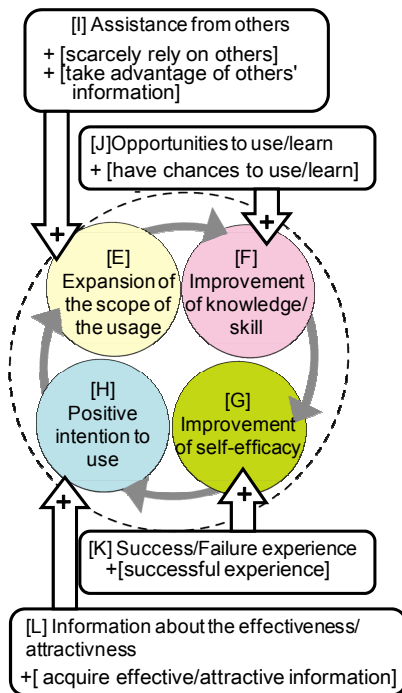 [I] Assistance from others
+ [scarcely rely on others]
+ [take advantage of others'
information]
[J]Opportunities to use/learn
+ [have chances to use/learn]
+
+
[E]
Expansion of
the scope of
the usage
[F]
Improvement
of knowledge/
skill
[H]
Positive
intention to
use
[G]
Improvement
of self-efficacy
+
+
[K] Success/Failure experience
+[successful experience]
[L] Information about the effectiveness/
attractivness
+[ acquire effective/attractive information]